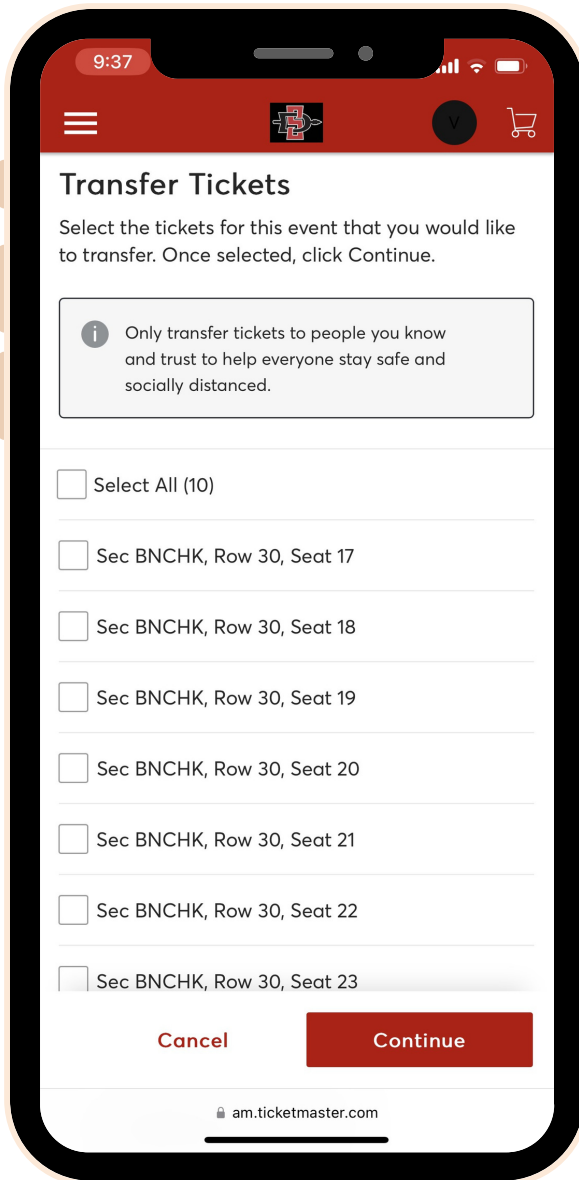 9:37
SD
V
Transfer Tickets
Select the tickets for this event that you would like
to transfer. Once selected, click Continue.
i
Only transfer tickets to people you know
and trust to help everyone stay safe and
socially distanced.
Select All (10)
Sec BNCHK, Row 30, Seat 17
Sec BNCHK, Row 30, Seat 18
Sec BNCHK, Row 30, Seat 19
Sec BNCHK, Row 30, Seat 20
Sec BNCHK, Row 30, Seat 21
Sec BNCHK, Row 30, Seat 22
Sec BNCHK, Row 30, Seat 23
Cancel Continue
am.ticketmaster.com